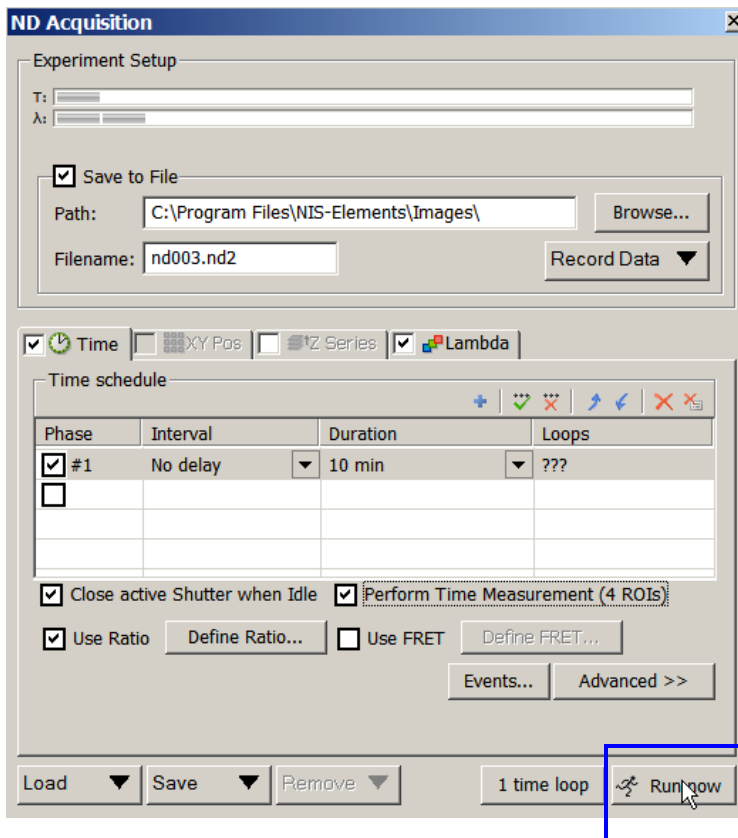 ND Acquisition
Experiment Setup
T:
λ:
Save to File
Path: C:\Program Files\NIS-Elements\Images\ Browse...
Filename: nd003.nd2 Record Data
Time XY Pos Z Series Lambda
Time schedule
Phase Interval Duration Loops
#1 No delay 10 min ???
Close active Shutter when Idle Perform Time Measurement (4 ROIs)
Use Ratio Define Ratio... Use FRET Define FRET...
Events... Advanced >>
Load Save Remove 1 time loop Run now